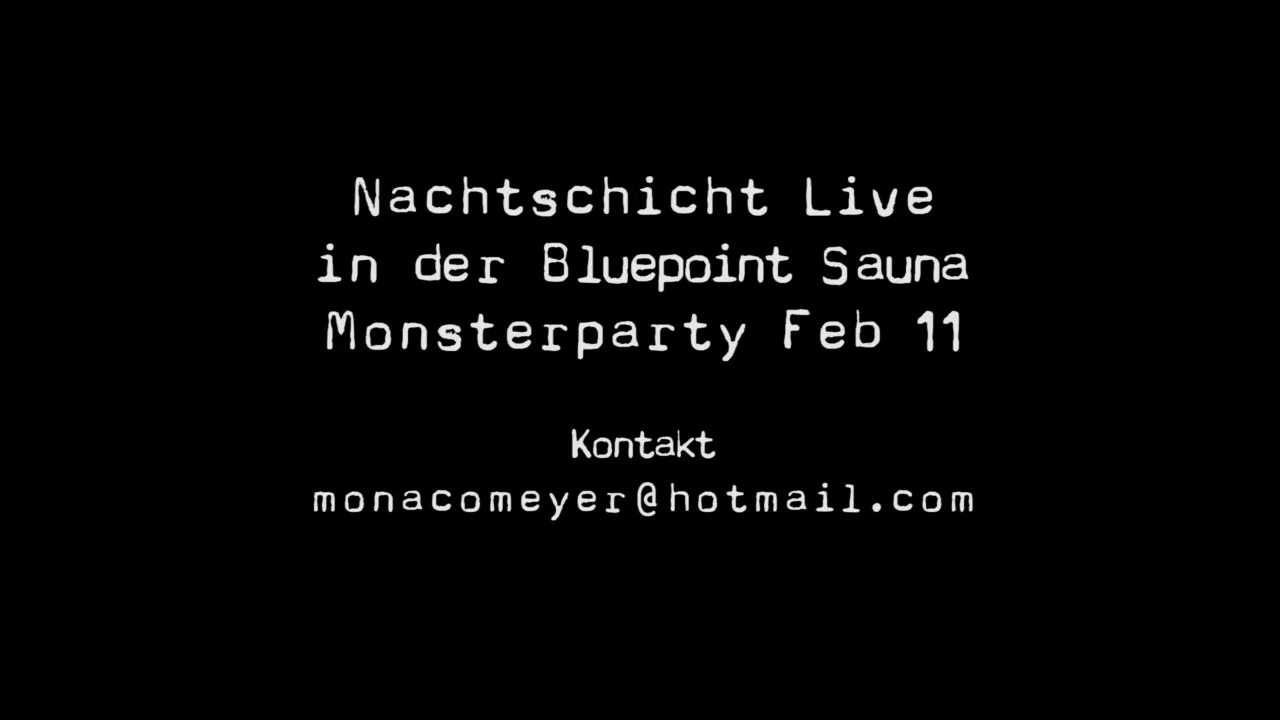 Nachtschicht Live
in der Bluepoint Sauna
Monsterparty Feb 11
Kontakt
monacomeyer@hotmail.com